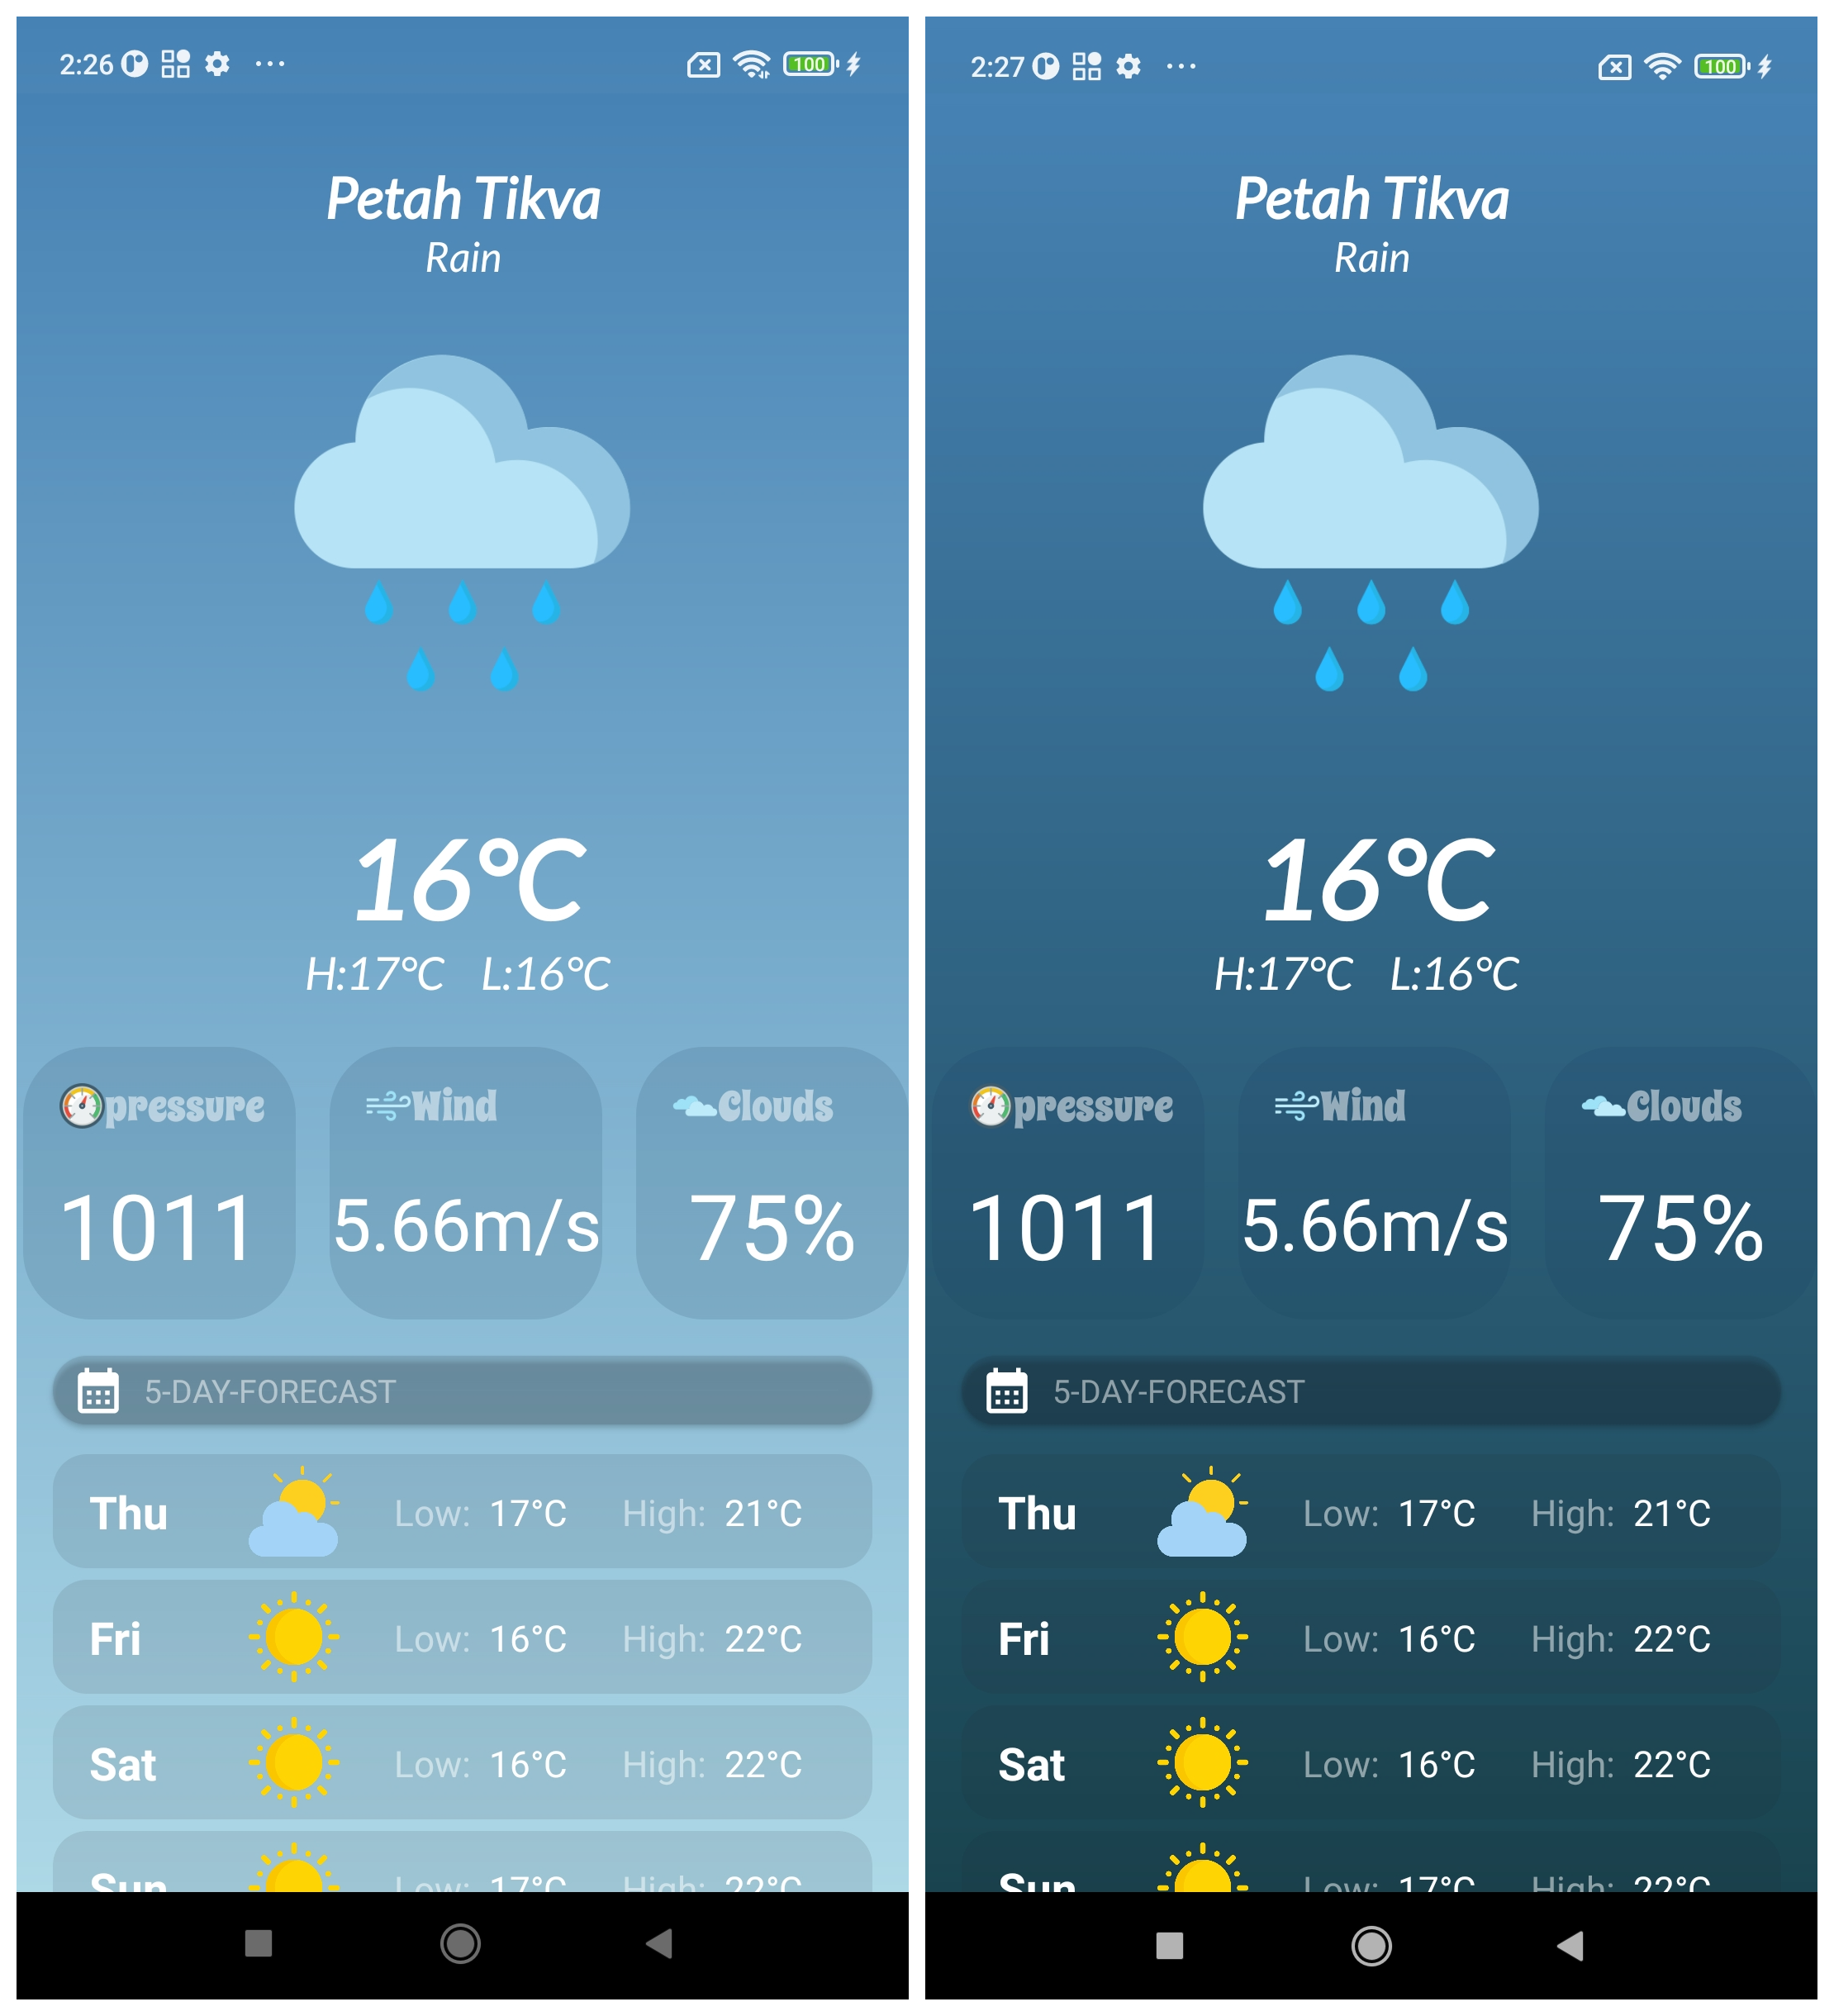 2:26
100
Petah Tikva
Rain
16°C
H:17°C L:16°C
pressure Wind Clouds
1011 5.66m/s 75%
5-DAY-FORECAST
Thu Low: 17°C High: 21°C
Fri Low: 16°C High: 22°C
Sat Low: 16°C High: 22°C
Sun Low: 17°C High: 22°C
2:27
100
Petah Tikva
Rain
16°C
H:17°C L:16°C
pressure Wind Clouds
1011 5.66m/s 75%
5-DAY-FORECAST
Thu Low: 17°C High: 21°C
Fri Low: 16°C High: 22°C
Sat Low: 16°C High: 22°C
Sun Low: 17°C High: 22°C